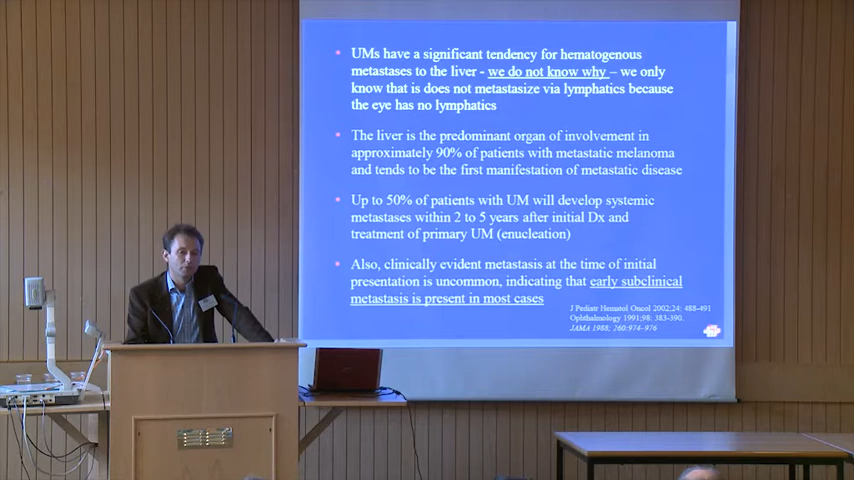 UMs have a significant tendency for hematogenous
metastases to the liver - we do not know why – we only
know that is does not metastasize via lymphatics because
the eye has no lymphatics
The liver is the predominant organ of involvement in
approximately 90% of patients with metastatic melanoma
and tends to be the first manifestation of metastatic disease
Up to 50% of patients with UM will develop systemic
metastases within 2 to 5 years after initial Dx and
treatment of primary UM (enucleation)
Also, clinically evident metastasis at the time of initial
presentation is uncommon, indicating that early subclinical
metastasis is present in most cases
J Pediatr Hematol Oncol 2002;24: 488-491
Ophthalmology 1991;98: 383-390.
JAMA 1988; 260:974–976